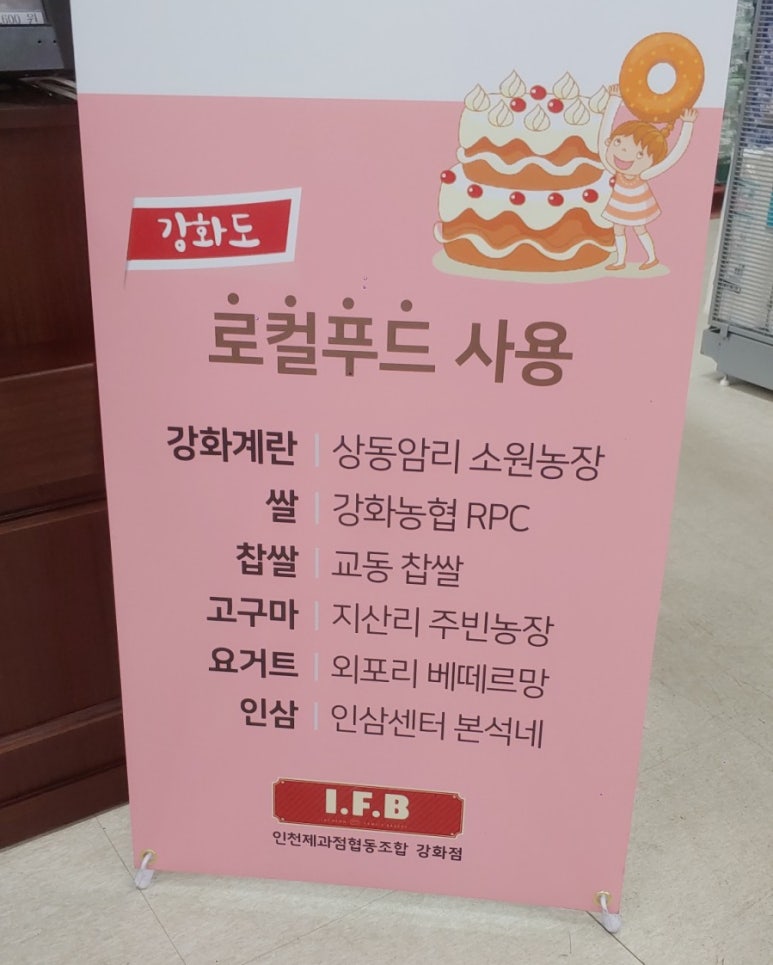 600 원
강화도
로컬푸드 사용
강화계란 | 상동암리 소원농장
쌀 | 강화농협 RPC
찹쌀 | 교동 찹쌀
고구마 | 지산리 주빈농장
요거트 | 외포리 베떼르망
인삼 | 인삼센터 본석네
I.F.B
인천제과점협동조합 강화점